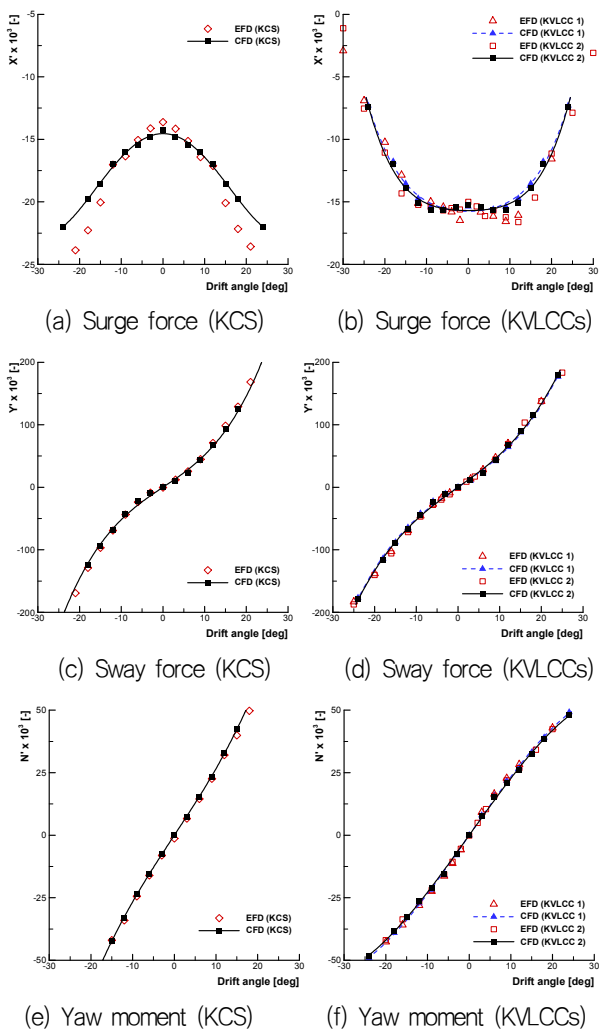 X' x 10³ [-]
0
-5
-10
-15
-20
-25
-30 -20 -10 0 10 20 30
Drift angle [deg]
EFD (KCS)
CFD (KCS)
(a) Surge force (KCS)
X' x 10³ [-]
0
-5
-10
-15
-20
-25
-30 -20 -10 0 10 20 30
Drift angle [deg]
EFD (KVLCC 1)
CFD (KVLCC 1)
EFD (KVLCC 2)
CFD (KVLCC 2)
(b) Surge force (KVLCCs)
Y' x 10³ [-]
200
100
0
-100
-200
-30 -20 -10 0 10 20 30
Drift angle [deg]
EFD (KCS)
CFD (KCS)
(c) Sway force (KCS)
Y' x 10³ [-]
200
100
0
-100
-200
-30 -20 -10 0 10 20 30
Drift angle [deg]
EFD (KVLCC 1)
CFD (KVLCC 1)
EFD (KVLCC 2)
CFD (KVLCC 2)
(d) Sway force (KVLCCs)
N' x 10³ [-]
50
25
0
-25
-50
-30 -20 -10 0 10 20 30
Drift angle [deg]
EFD (KCS)
CFD (KCS)
(e) Yaw moment (KCS)
N' x 10³ [-]
50
25
0
-25
-50
-30 -20 -10 0 10 20 30
Drift angle [deg]
EFD (KVLCC 1)
CFD (KVLCC 1)
EFD (KVLCC 2)
CFD (KVLCC 2)
(f) Yaw moment (KVLCCs)